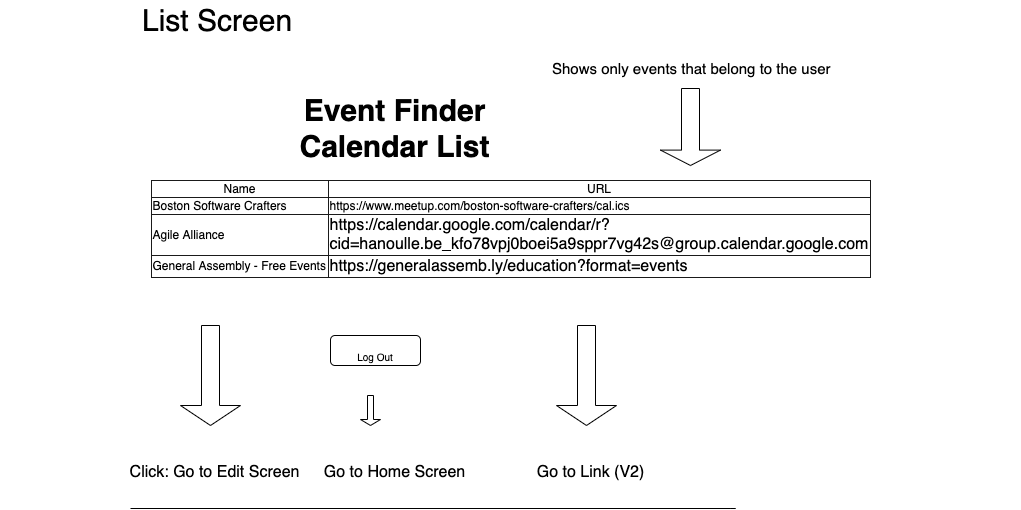 List Screen
Shows only events that belong to the user
Event Finder
Calendar List
Name URL
Boston Software Crafters https://www.meetup.com/boston-software-crafters/cal.ics
Agile Alliance https://calendar.google.com/calendar/r?
cid=hanoulle.be_kfo78vpj0boei5a9sppr7vg42s@group.calendar.google.com
General Assembly - Free Events https://generalassemb.ly/education?format=events
Log Out
Click: Go to Edit Screen Go to Home Screen Go to Link (V2)